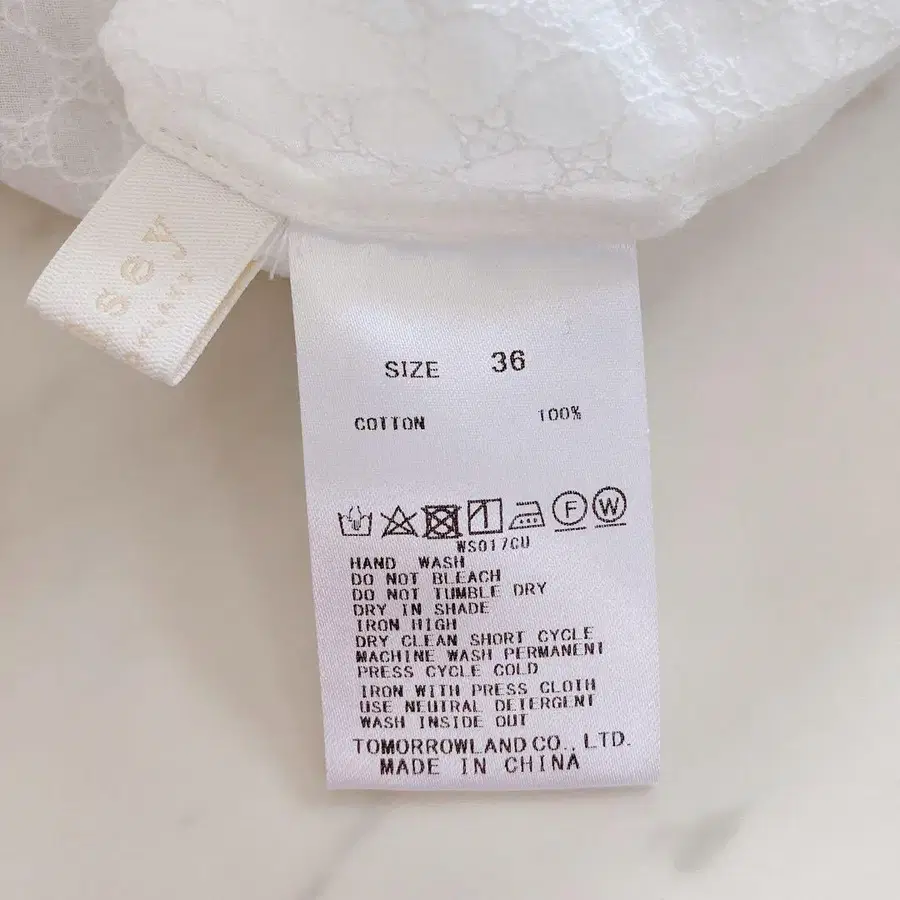 sey
SIZE 36
COTTON 100%
F W
WS017CU
HAND WASH
DO NOT BLEACH
DO NOT TUMBLE DRY
DRY IN SHADE
IRON HIGH
DRY CLEAN SHORT CYCLE
MACHINE WASH PERMANENT
PRESS CYCLE COLD
IRON WITH PRESS CLOTH
USE NEUTRAL DETERGENT
WASH INSIDE OUT
TOMORROWLAND CO., LTD.
MADE IN CHINA